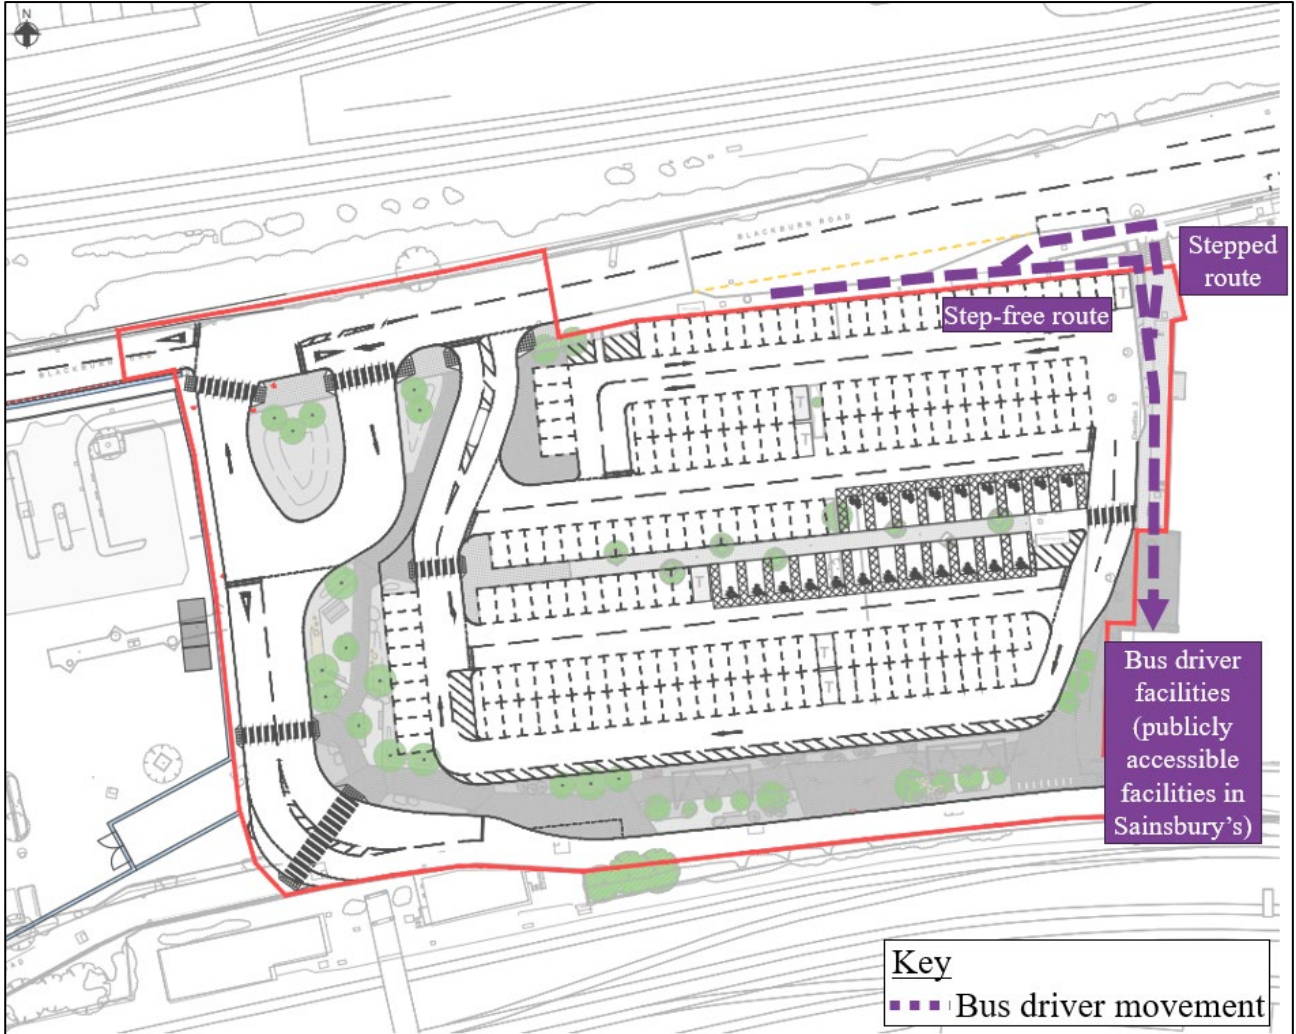 N
BLACKBURN ROAD
Stepped
route
Step-free route
T
BLACKBURN
T
T
T
T
T
Bus driver
facilities
(publicly
accessible
facilities in
Sainsbury's)
Key
Bus driver movement